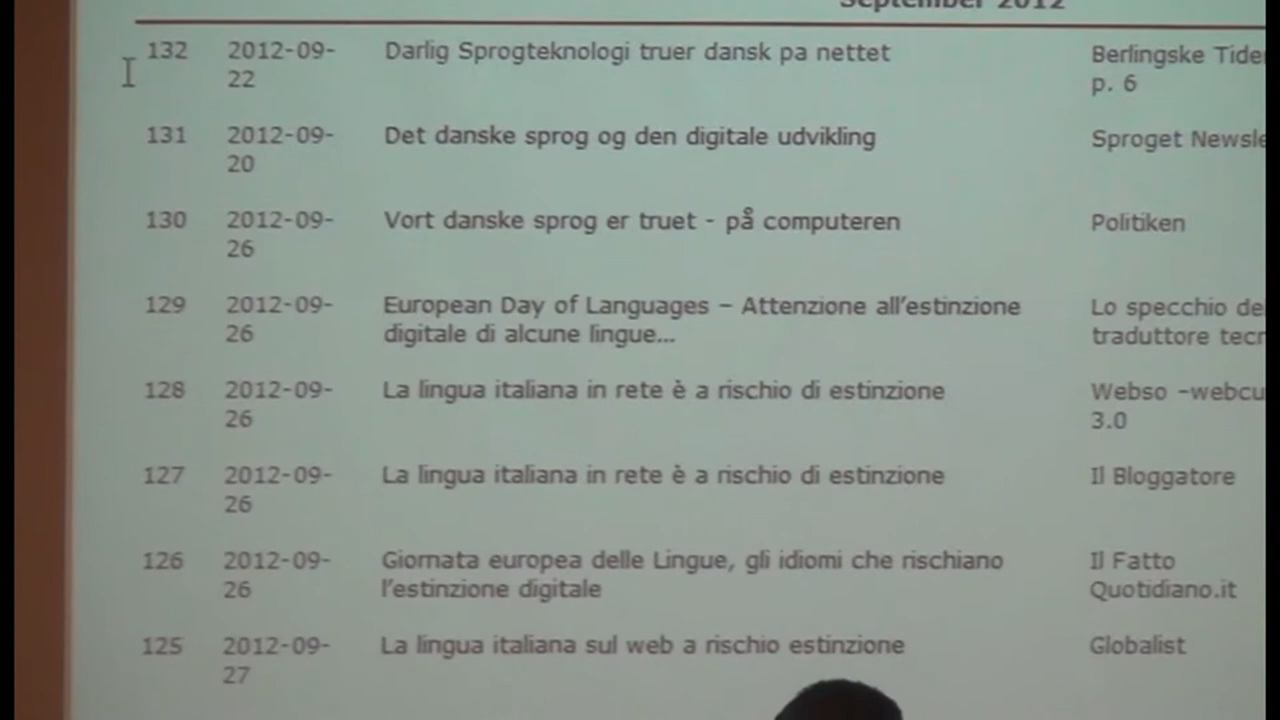 September 2012
132 2012-09- Darlig Sprogteknologi truer dansk pa nettet Berlingske
22 p. 6
131 2012-09- Det danske sprog og den digitale udvikling Sproget
20
130 2012-09- Vort danske sprog er truet - på computeren Politiken
26
129 2012-09- European Day of Languages – Attenzione all'estinzione Lo specchio
26 digitale di alcune lingue... traduttore
128 2012-09- La lingua italiana in rete è a rischio di estinzione Webso
26 3.0
127 2012-09- La lingua italiana in rete è a rischio di estinzione Il Bloggatore
26
126 2012-09- Giornata europea delle Lingue, gli idiomi che rischiano Il Fatto
26 l'estinzione digitale Quotidiano.it
125 2012-09- La lingua italiana sul web a rischio estinzione Globalist
27